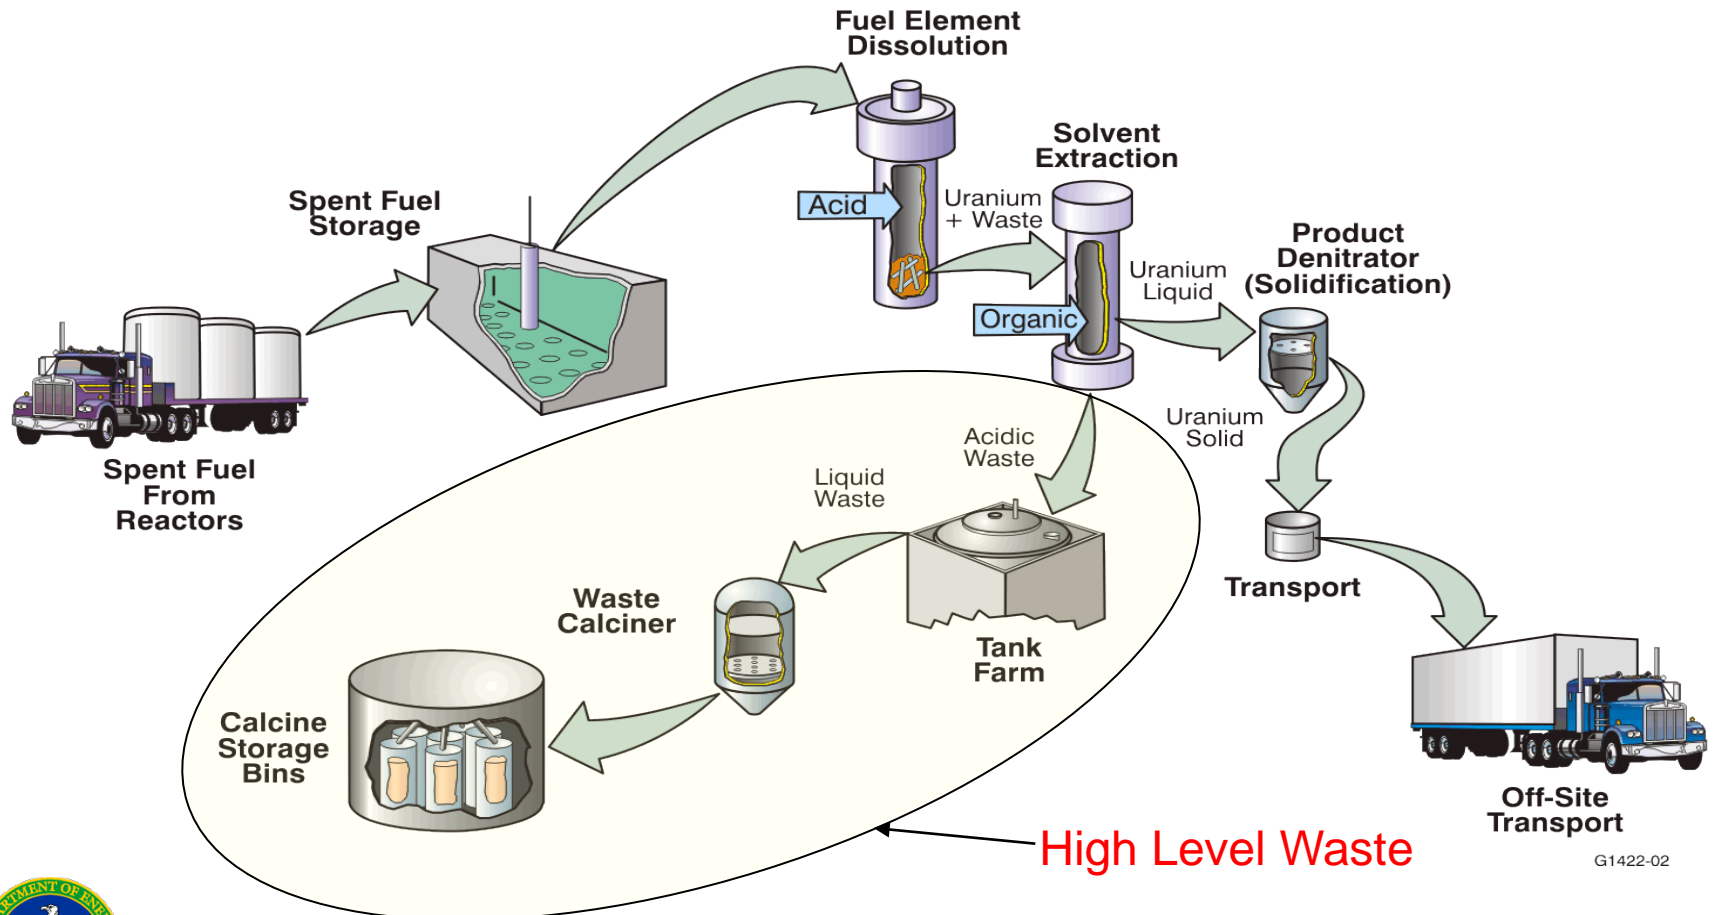 Fuel Element
Dissolution
Solvent
Extraction
Spent Fuel
Storage
Acid
Uranium
+ Waste
Product
Denitrator
(Solidification)
Uranium
Liquid
Organic
Spent Fuel
From
Reactors
Uranium
Solid
Acidic
Waste
Liquid
Waste
Transport
Waste
Calciner
Tank
Farm
Calcine
Storage
Bins
Off-Site
Transport
High Level Waste
G1422-02